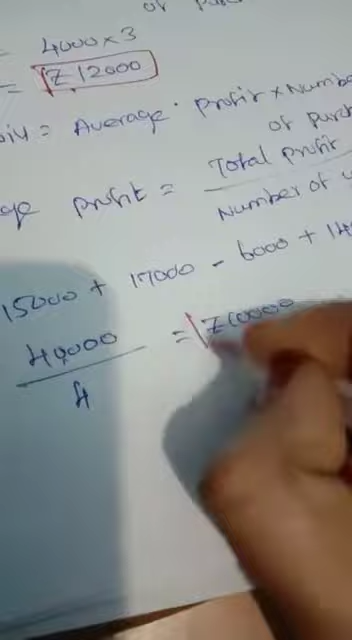 of
= 4000 × 3
= ₹12000
= Average Profit × Number
of purch
Profit = Total profit
Number of
15000 + 17000 - 6000 + 14
40000
4
= ₹10000